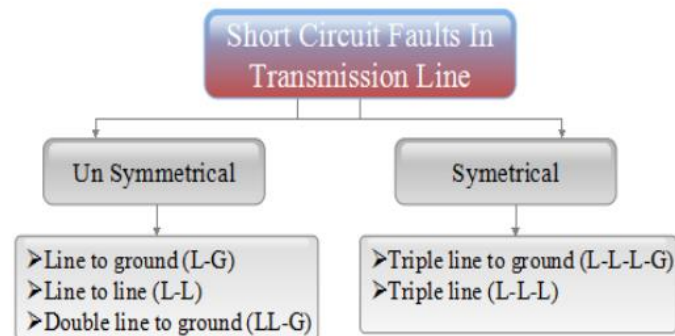 Short Circuit Faults In
Transmission Line
Un Symmetrical
Symetrical
➢Line to ground (L-G)
➢Line to line (L-L)
➢Double line to ground (LL-G)
➢Triple line to ground (L-L-L-G)
➢Triple line (L-L-L)